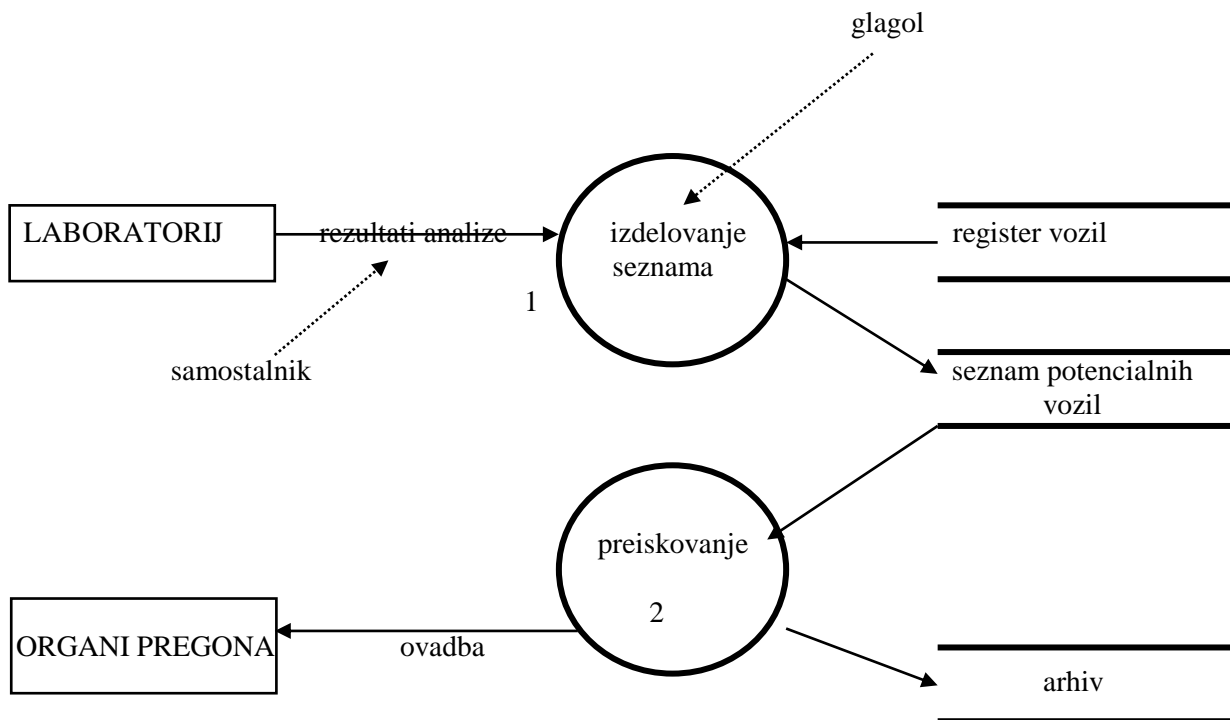 glagol
LABORATORIJ
rezultati analize
izdelovanje
seznama
register vozil
1
samostalnik
seznam potencialnih
vozil
preiskovanje
2
ORGANI PREGONA
ovadba
arhiv